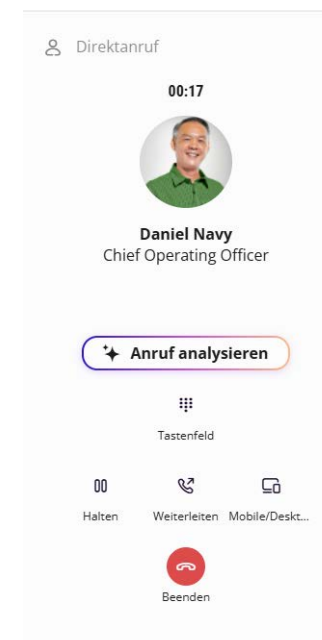 Direktanruf
00:17
Daniel Navy
Chief Operating Officer
Anruf analysieren
Tastenfeld
Halten Weiterleiten Mobile/Deskt...
Beenden